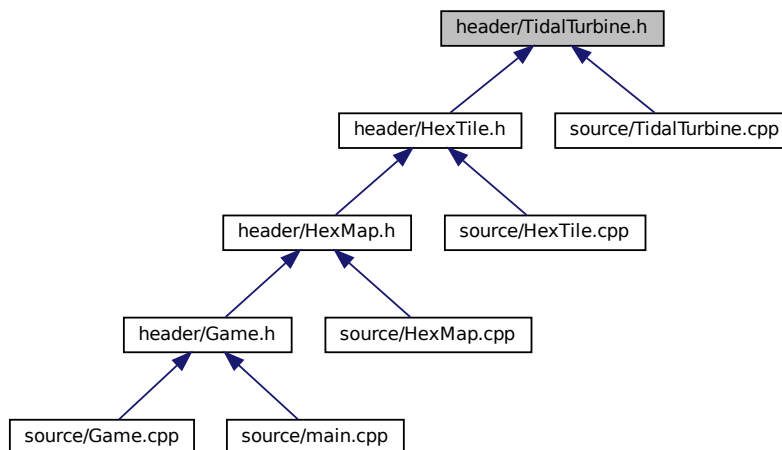 header/TidalTurbine.h
header/HexTile.h
source/TidalTurbine.cpp
header/HexMap.h
source/HexTile.cpp
header/Game.h
source/HexMap.cpp
source/Game.cpp
source/main.cpp